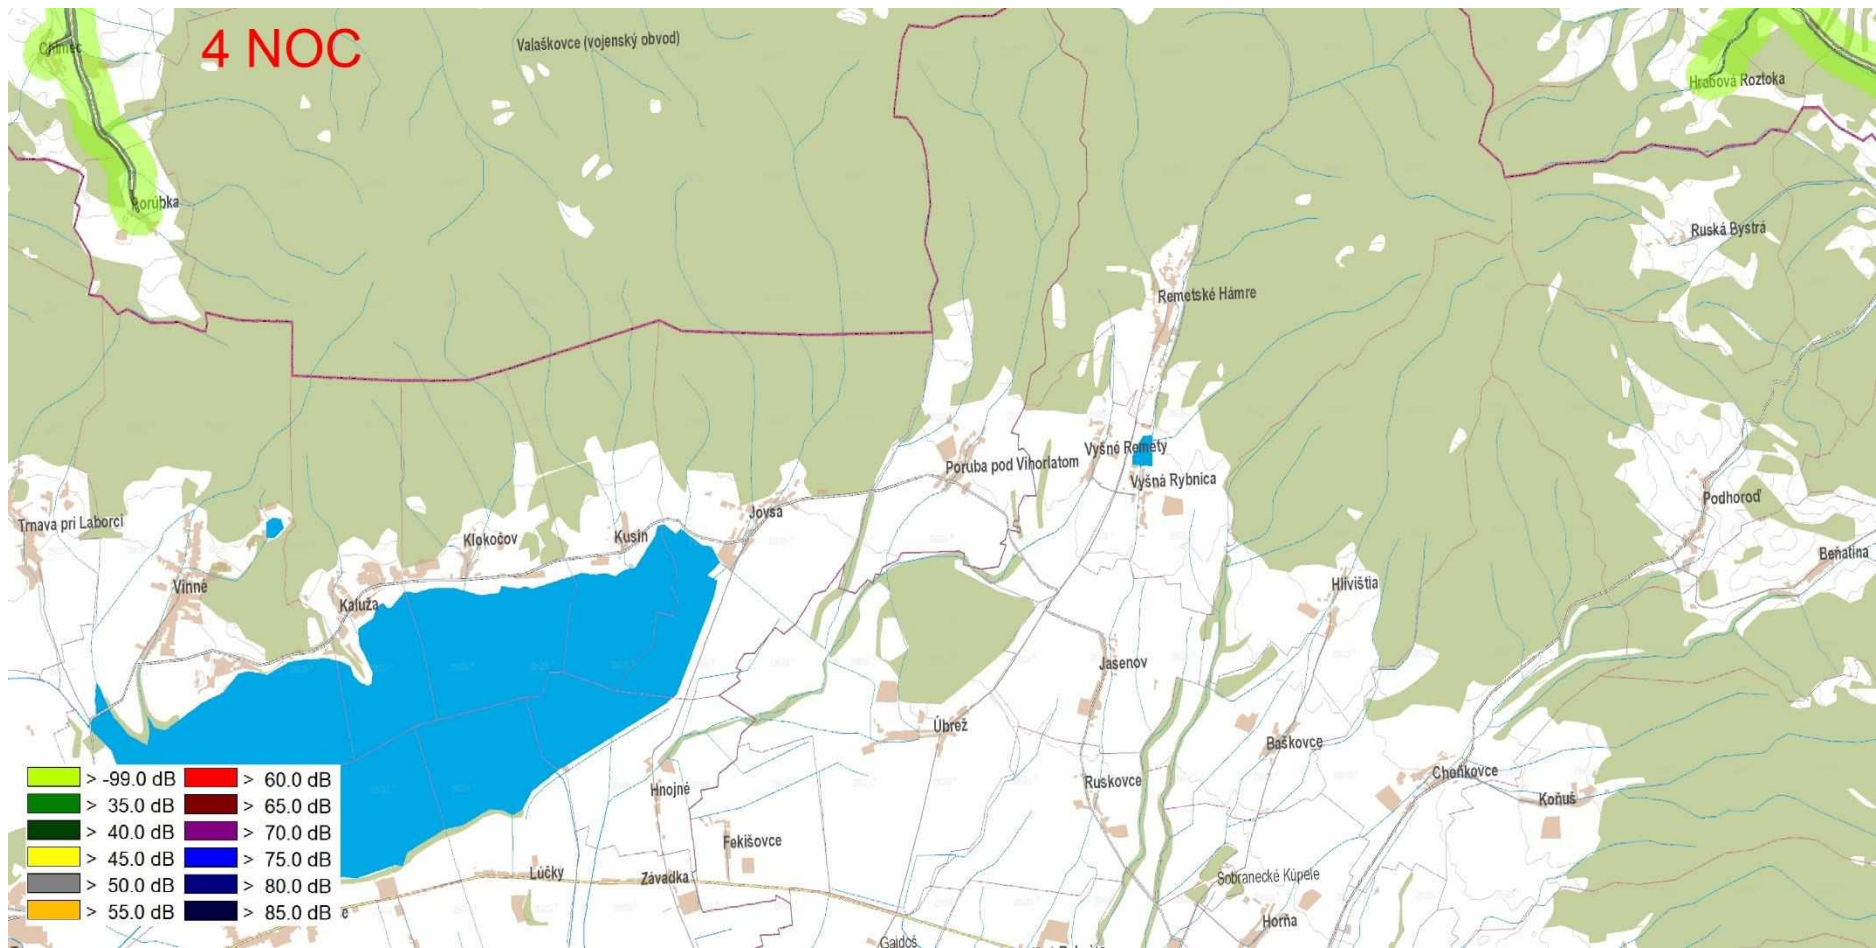 4 NOC
Valaškovce (vojenský obvod)
Chlmec
Hrabová Roztoka
Porúbka
Ruská Bystrá
Remetské Hámre
Vyšné Remety
Poruba pod Vihorlatom
Vyšná Rybnica
Podhoroď
Jovsa
Trnava pri Laborci
Klokočov
Kusín
Beňatina
Vinné
Hlivištia
Kaluža
Jasenov
Úbrež
Baškovce
Choňkovce
Ruskovce
Hnojné
Koňuš
Fekišovce
Lúčky
Závadka
Sobranecké Kúpele
Horňa
Gajdoš
> -99.0 dB > 60.0 dB
> 35.0 dB > 65.0 dB
> 40.0 dB > 70.0 dB
> 45.0 dB > 75.0 dB
> 50.0 dB > 80.0 dB
> 55.0 dB > 85.0 dB